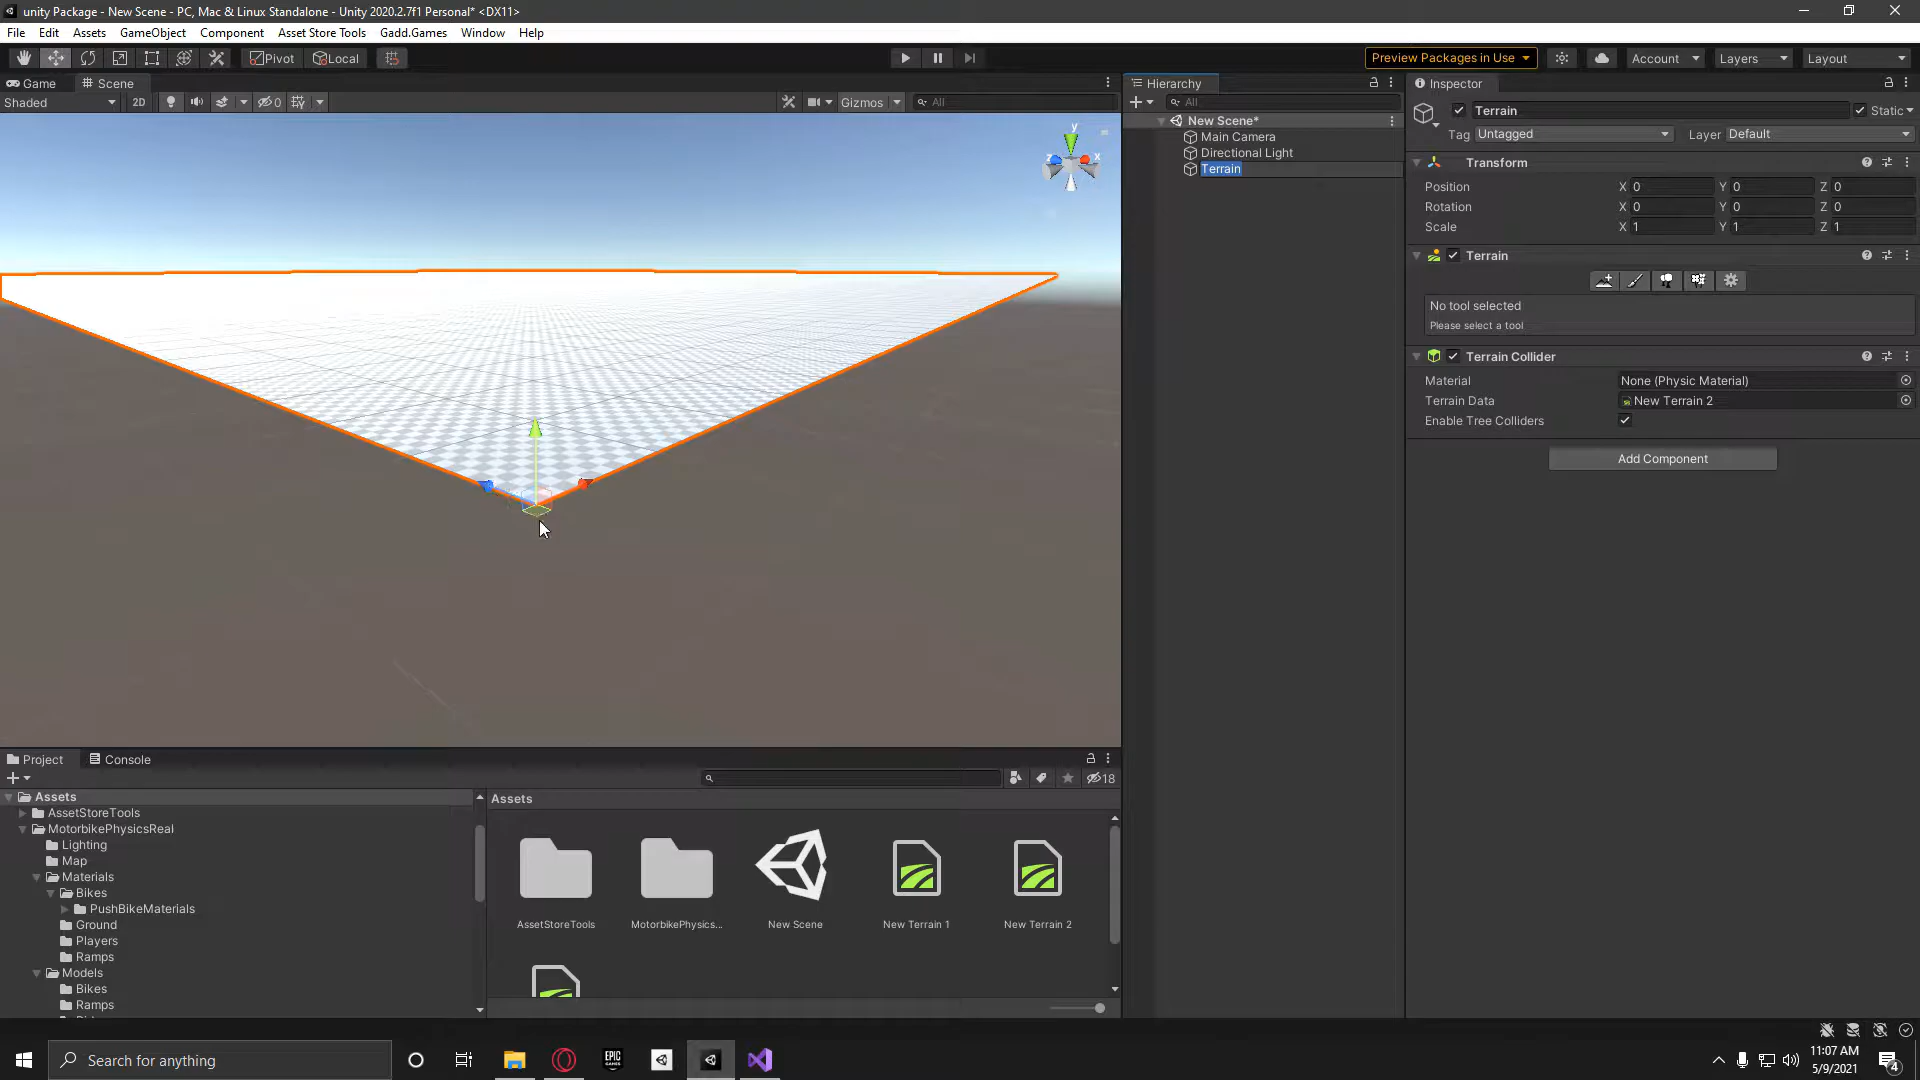 unity Package - New Scene - PC, Mac & Linux Standalone - Unity 2020.2.7f1 Personal* <DX11>
File Edit Assets GameObject Component Asset Store Tools Gadd.Games Window Help
Pivot Local Preview Packages in Use Account Layers Layout
Game Scene
Shaded 2D 0 Gizmos All
y
z x
Hierarchy
All
New Scene*
Main Camera
Directional Light
Terrain
Inspector
Terrain Static
Tag Untagged Layer Default
Transform
Position X 0 Y 0 Z 0
Rotation X 0 Y 0 Z 0
Scale X 1 Y 1 Z 1
Terrain
No tool selected
Please select a tool
Terrain Collider
Material None (Physic Material)
Terrain Data New Terrain 2
Enable Tree Colliders
Add Component
Project Console
18
Assets
AssetStoreTools
MotorbikePhysicsReal
Lighting
Map
Materials
Bikes
PushBikeMaterials
Ground
Players
Ramps
Models
Bikes
Ramps
Assets
AssetStoreTools MotorbikePhysics... New Scene New Terrain 1 New Terrain 2
Search for anything
EPIC GAMES
11:07 AM
5/9/2021
4